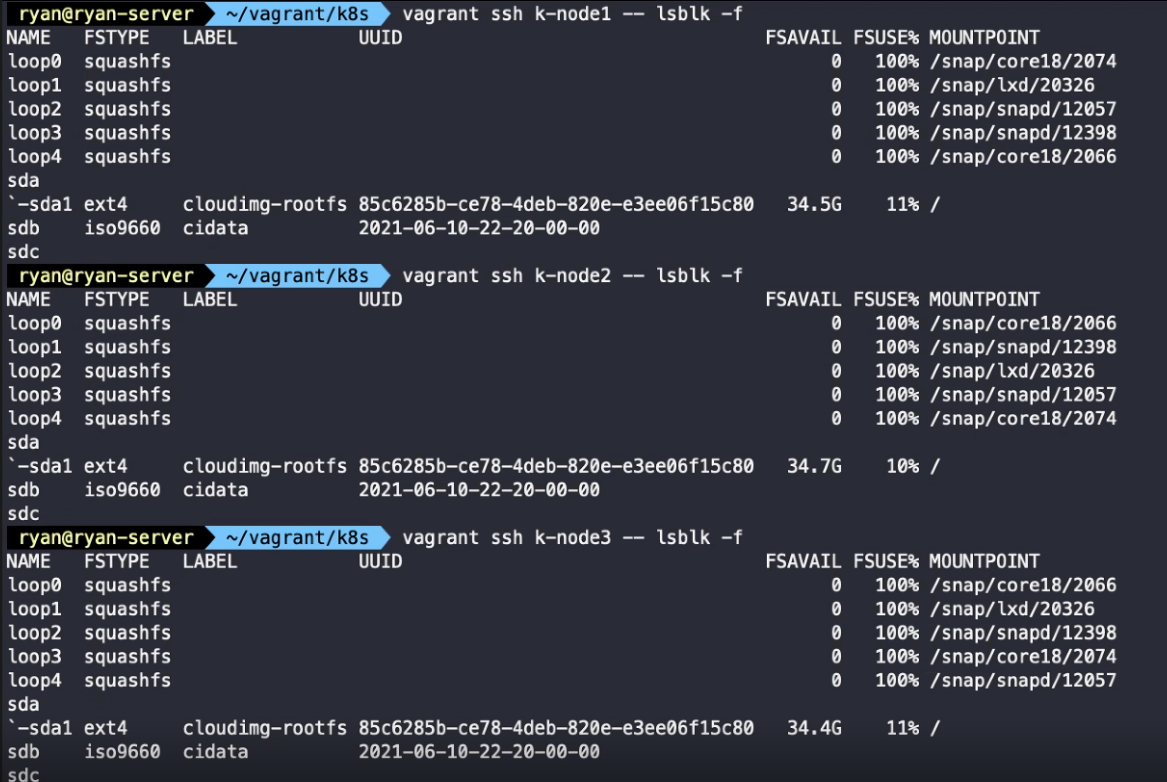 ryan@ryan-server ~/vagrant/k8s vagrant ssh k-node1 -- lsblk -f
NAME FSTYPE LABEL UUID FSAVAIL FSUSE% MOUNTPOINT
loop0 squashfs 0 100% /snap/core18/2074
loop1 squashfs 0 100% /snap/lxd/20326
loop2 squashfs 0 100% /snap/snapd/12057
loop3 squashfs 0 100% /snap/snapd/12398
loop4 squashfs 0 100% /snap/core18/2066
sda
`-sda1 ext4 cloudimg-rootfs 85c6285b-ce78-4deb-820e-e3ee06f15c80 34.5G 11% /
sdb iso9660 cidata 2021-06-10-22-20-00-00
sdc
ryan@ryan-server ~/vagrant/k8s vagrant ssh k-node2 -- lsblk -f
NAME FSTYPE LABEL UUID FSAVAIL FSUSE% MOUNTPOINT
loop0 squashfs 0 100% /snap/core18/2066
loop1 squashfs 0 100% /snap/snapd/12398
loop2 squashfs 0 100% /snap/lxd/20326
loop3 squashfs 0 100% /snap/snapd/12057
loop4 squashfs 0 100% /snap/core18/2074
sda
`-sda1 ext4 cloudimg-rootfs 85c6285b-ce78-4deb-820e-e3ee06f15c80 34.7G 10% /
sdb iso9660 cidata 2021-06-10-22-20-00-00
sdc
ryan@ryan-server ~/vagrant/k8s vagrant ssh k-node3 -- lsblk -f
NAME FSTYPE LABEL UUID FSAVAIL FSUSE% MOUNTPOINT
loop0 squashfs 0 100% /snap/core18/2066
loop1 squashfs 0 100% /snap/lxd/20326
loop2 squashfs 0 100% /snap/snapd/12398
loop3 squashfs 0 100% /snap/core18/2074
loop4 squashfs 0 100% /snap/snapd/12057
sda
`-sda1 ext4 cloudimg-rootfs 85c6285b-ce78-4deb-820e-e3ee06f15c80 34.4G 11% /
sdb iso9660 cidata 2021-06-10-22-20-00-00
sdc